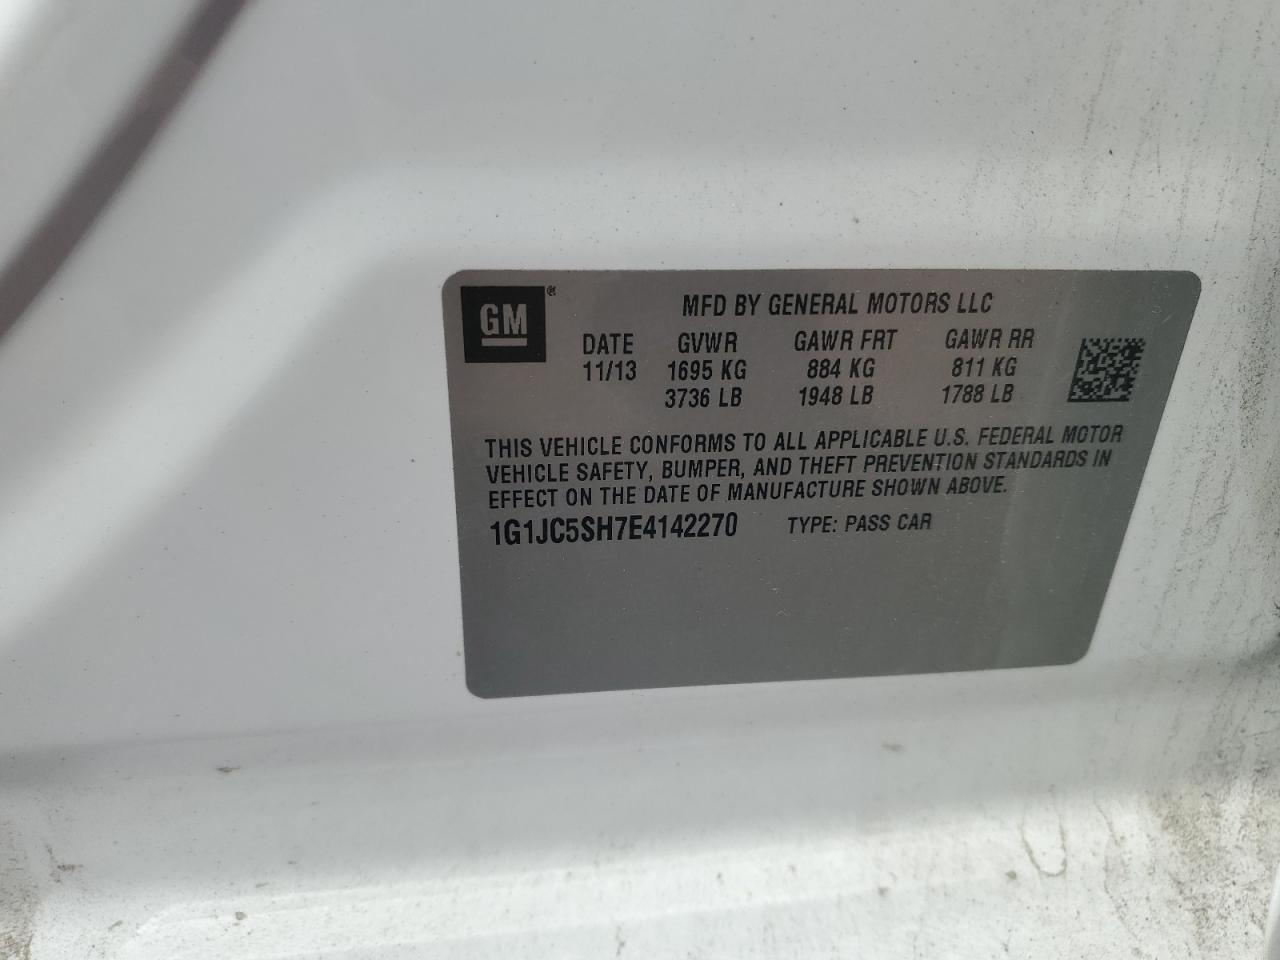 GM®
MFD BY GENERAL MOTORS LLC
DATE GVWR GAWR FRT GAWR RR
11/13 1695 KG 884 KG 811 KG
3736 LB 1948 LB 1788 LB
THIS VEHICLE CONFORMS TO ALL APPLICABLE U.S. FEDERAL MOTOR
VEHICLE SAFETY, BUMPER, AND THEFT PREVENTION STANDARDS IN
EFFECT ON THE DATE OF MANUFACTURE SHOWN ABOVE.
1G1JC5SH7E4142270 TYPE: PASS CAR